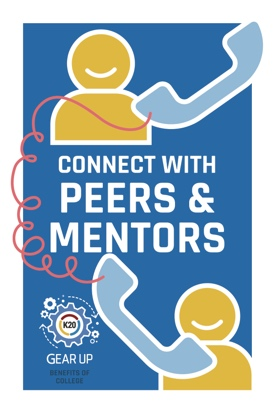 CONNECT WITH
PEERS &
MENTORS
K20
GEAR UP
BENEFITS OF
COLLEGE